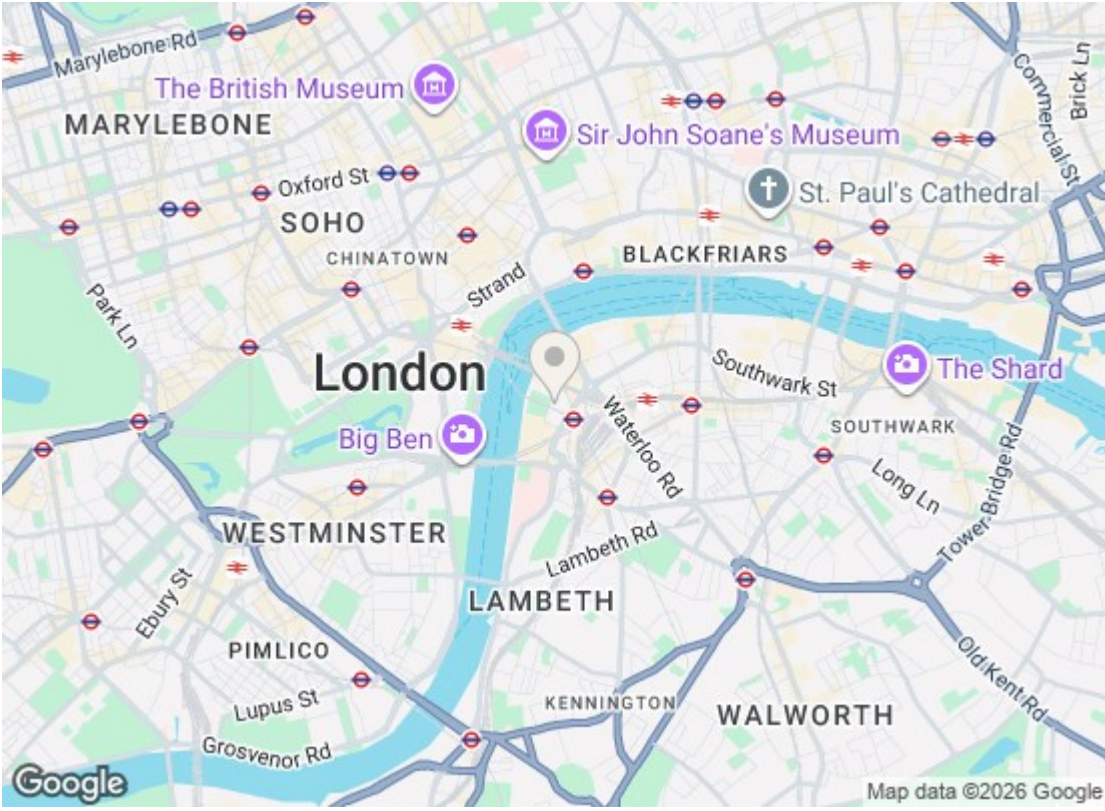 Marylebone Rd
The British Museum
MARYLEBONE
Sir John Soane's Museum
Commercial St
Brick Ln
Oxford St
St. Paul's Cathedral
SOHO
CHINATOWN
BLACKFRIARS
Strand
Park Ln
London
Southwark St
The Shard
Big Ben
Waterloo Rd
SOUTHWARK
Long Ln
Tower Bridge Rd
WESTMINSTER
Lambeth Rd
Ebury St
LAMBETH
PIMLICO
Old Kent Rd
Lupus St
KENNINGTON
WALWORTH
Grosvenor Rd
Google
Map data ©2026 Google